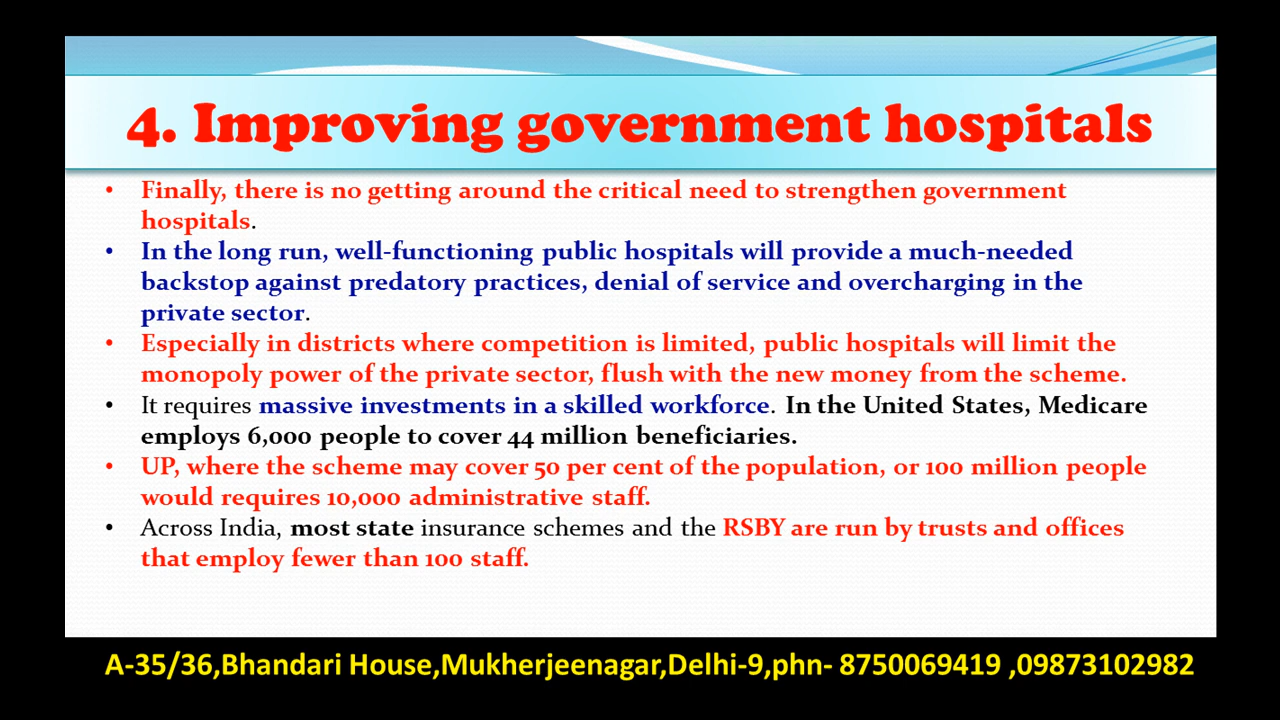 4. Improving government hospitals
• Finally, there is no getting around the critical need to strengthen government
hospitals.
• In the long run, well-functioning public hospitals will provide a much-needed
backstop against predatory practices, denial of service and overcharging in the
private sector.
• Especially in districts where competition is limited, public hospitals will limit the
monopoly power of the private sector, flush with the new money from the scheme.
• It requires massive investments in a skilled workforce. In the United States, Medicare
employs 6,000 people to cover 44 million beneficiaries.
• UP, where the scheme may cover 50 per cent of the population, or 100 million people
would requires 10,000 administrative staff.
• Across India, most state insurance schemes and the RSBY are run by trusts and offices
that employ fewer than 100 staff.
A-35/36,Bhandari House,Mukherjeenagar,Delhi-9,phn- 8750069419 ,09873102982